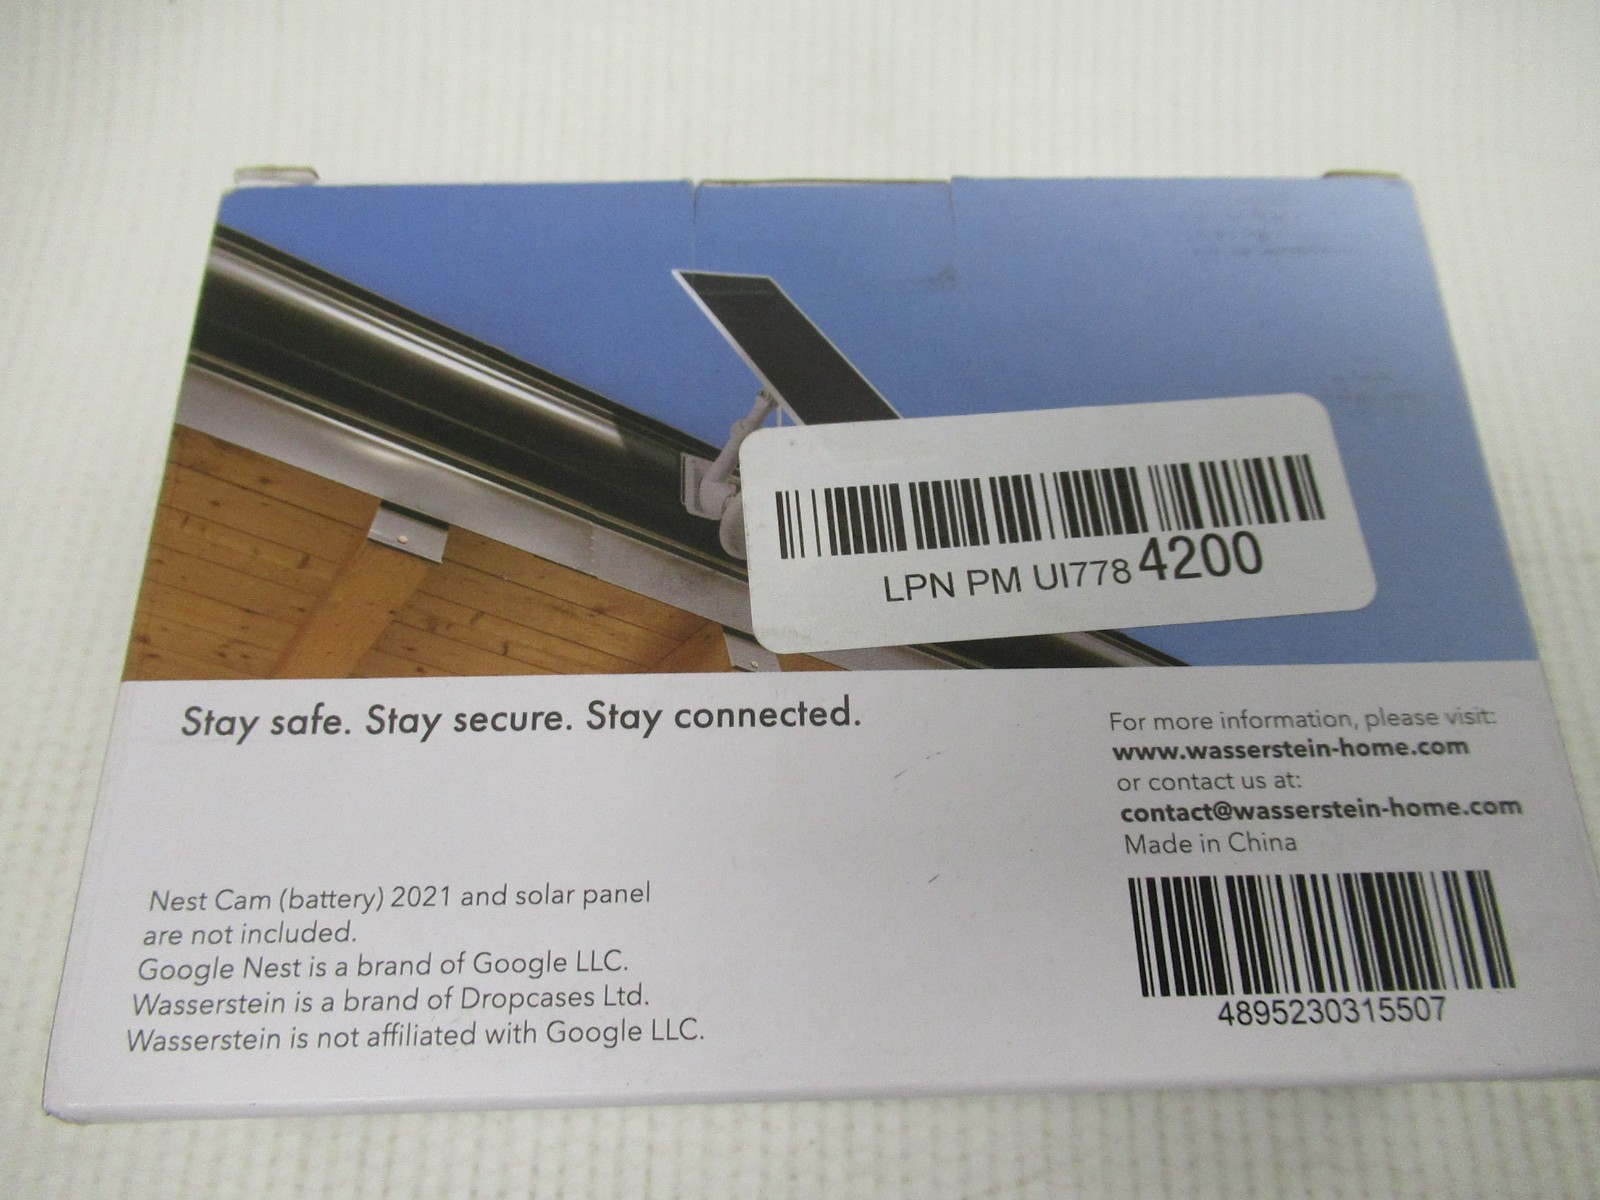 LPN PM UI778 4200
Stay safe. Stay secure. Stay connected.
For more information, please visit:
www.wasserstein-home.com
or contact us at:
contact@wasserstein-home.com
Made in China
4895230315507
Nest Cam (battery) 2021 and solar panel
are not included.
Google Nest is a brand of Google LLC.
Wasserstein is a brand of Dropcases Ltd.
Wasserstein is not affiliated with Google LLC.